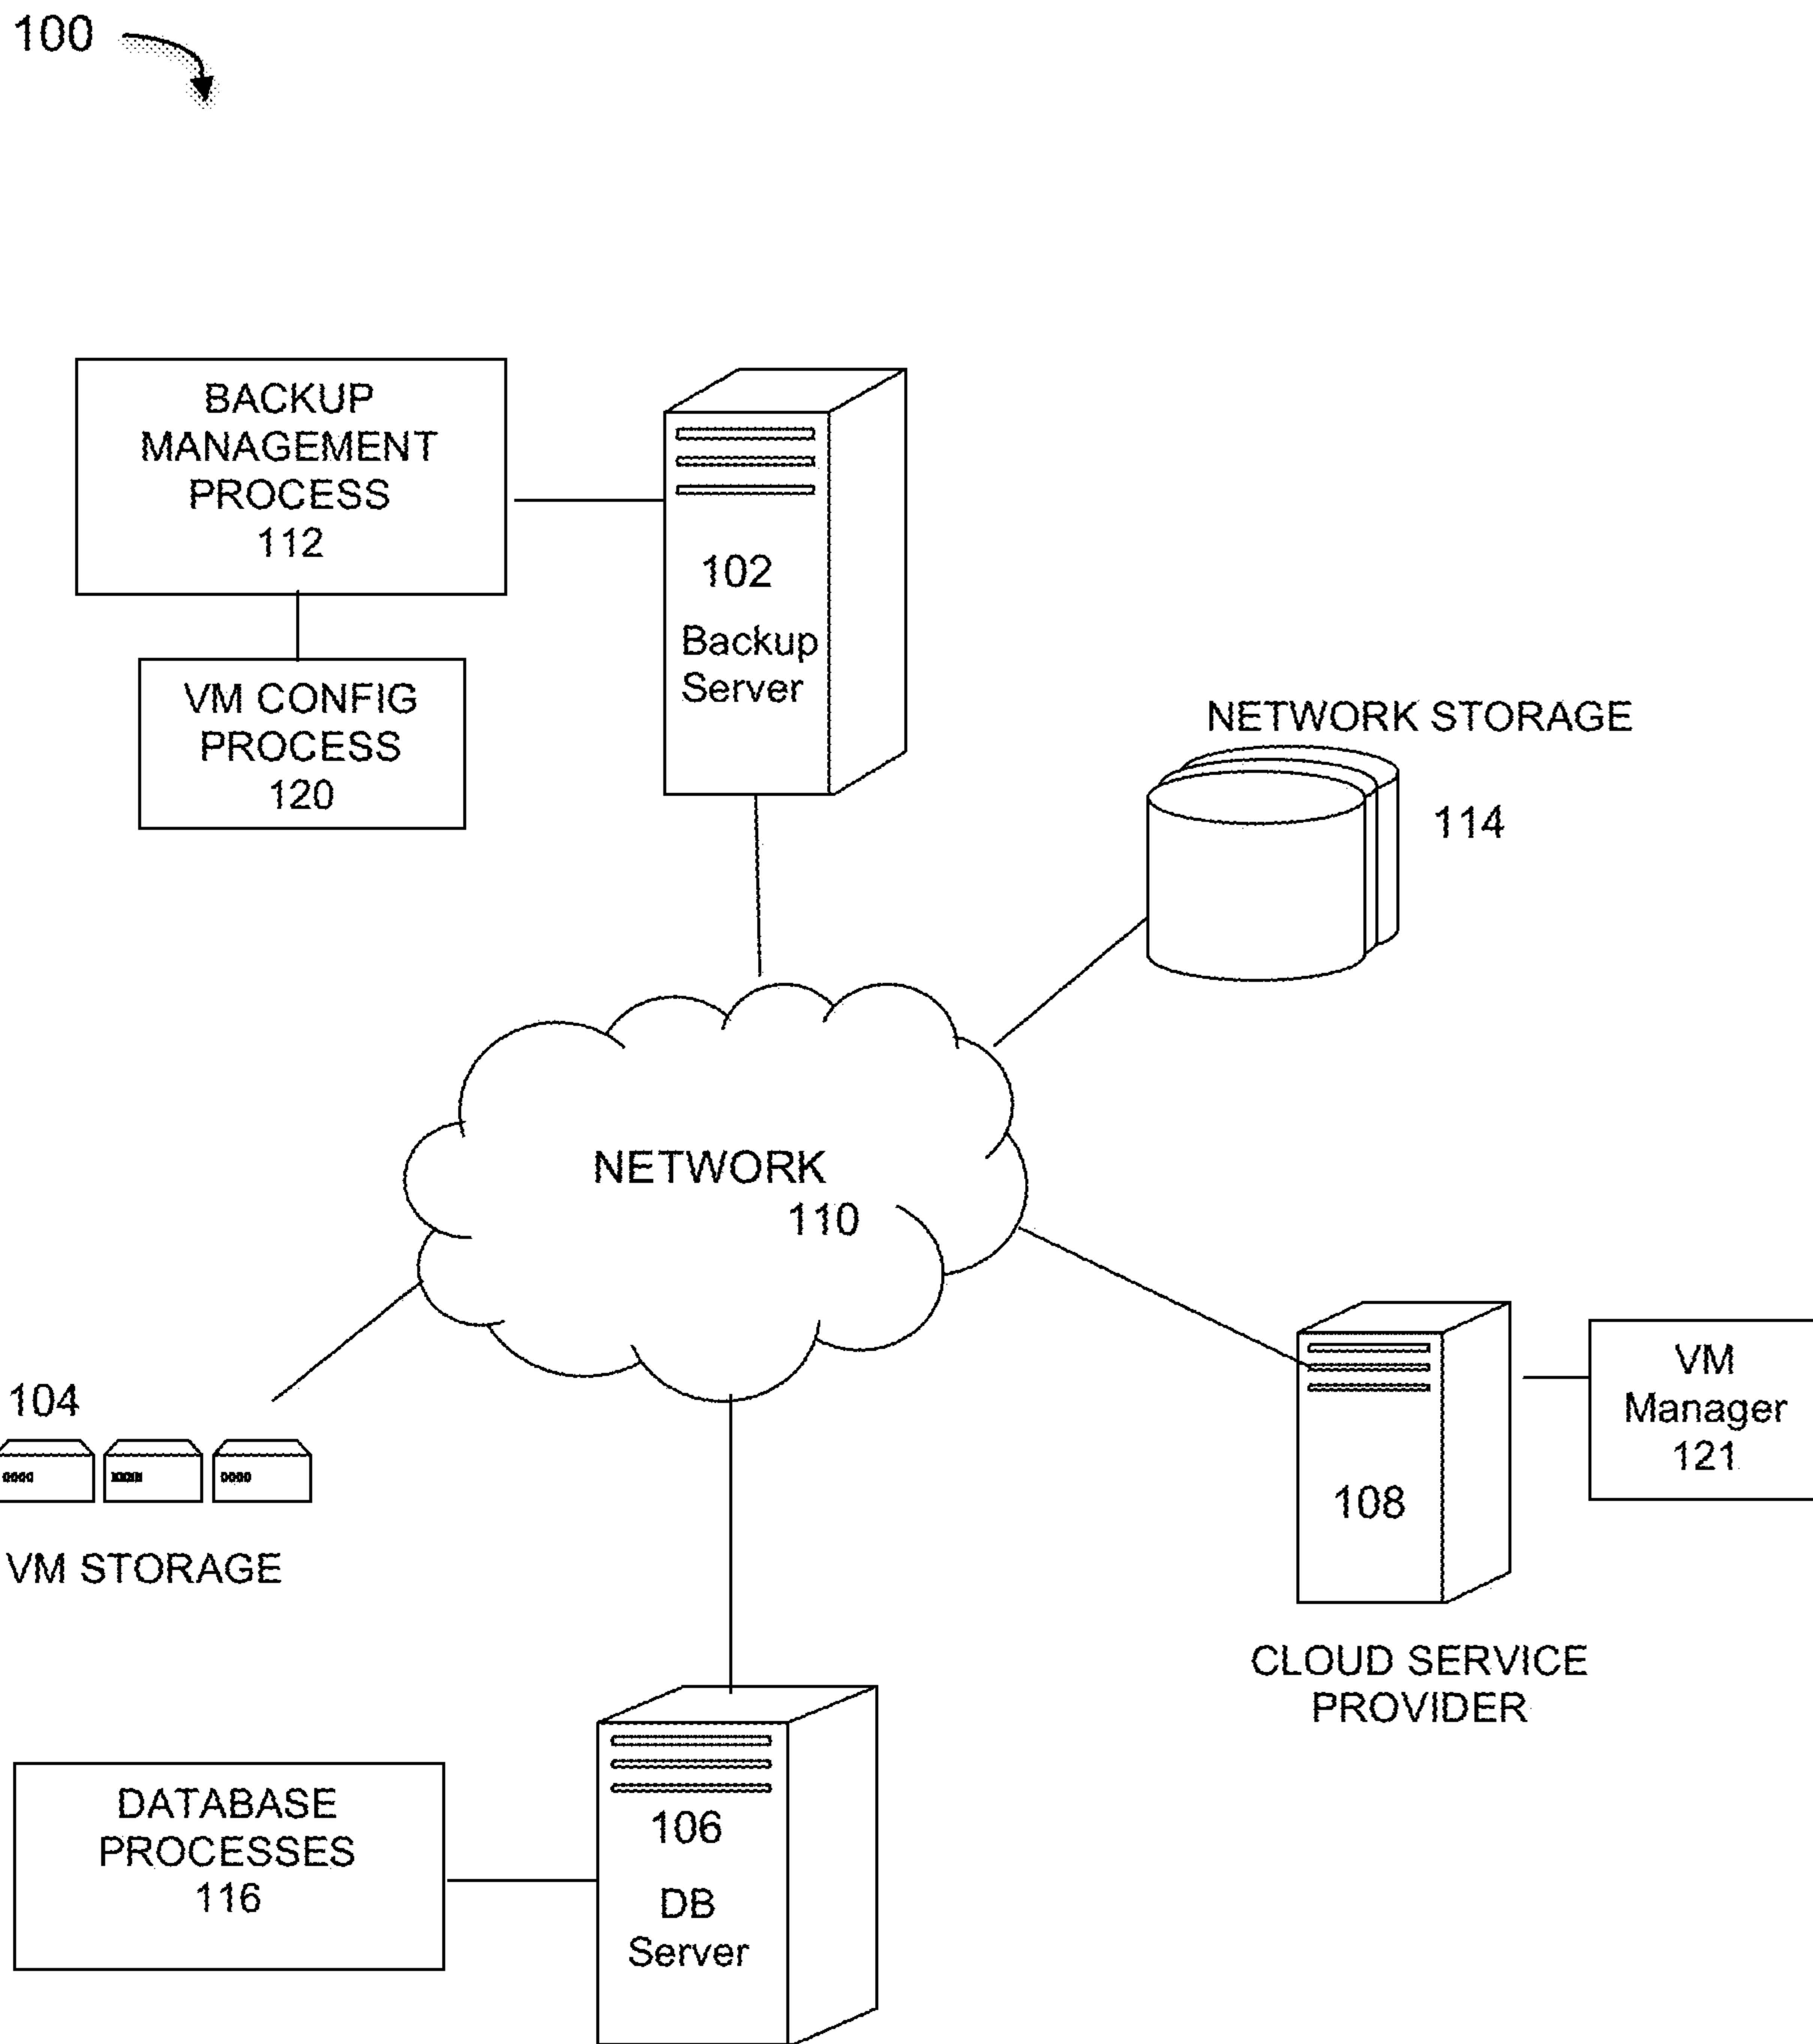 100
BACKUP
MANAGEMENT
PROCESS
112
102
Backup
Server
VM CONFIG
PROCESS
120
NETWORK STORAGE
114
NETWORK
110
104
VM STORAGE
VM
Manager
121
108
CLOUD SERVICE
PROVIDER
DATABASE
PROCESSES
116
106
DB
Server